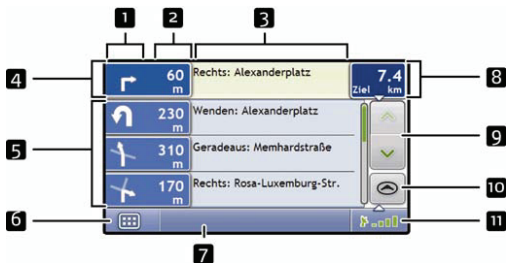 1
2
3
4
60 m
Rechts: Alexanderplatz
7.4
Ziel km
8
5
230 m
Wenden: Alexanderplatz
9
310 m
Geradeaus: Memhardstraße
170 m
Rechts: Rosa-Luxemburg-Str.
10
6
7
11